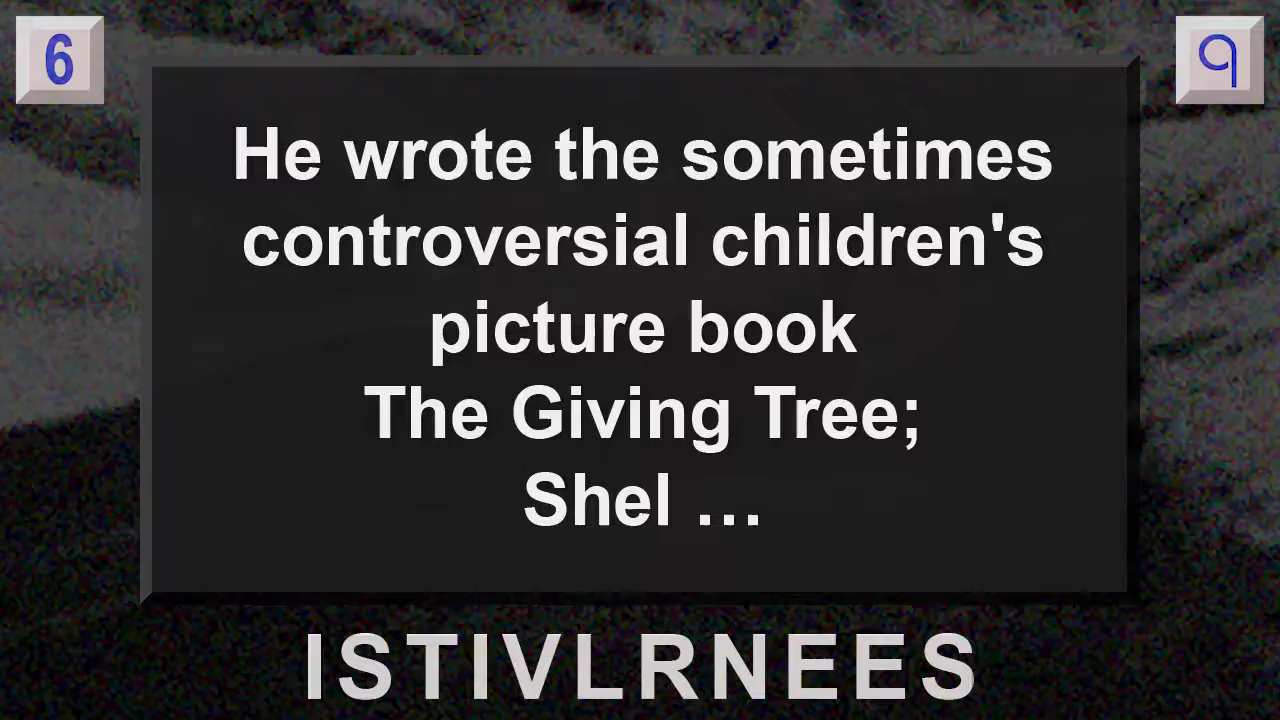 6
He wrote the sometimes
controversial children's
picture book
The Giving Tree;
Shel …
ISTIVLRNEES